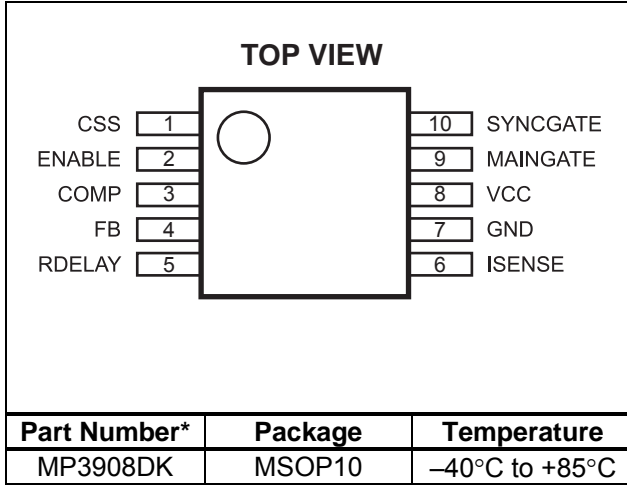 TOP VIEW
CSS 1 10 SYNCGATE
ENABLE 2 9 MAINGATE
COMP 3 8 VCC
FB 4 7 GND
RDELAY 5 6 ISENSE
Part Number* Package Temperature
MP3908DK MSOP10 –40°C to +85°C